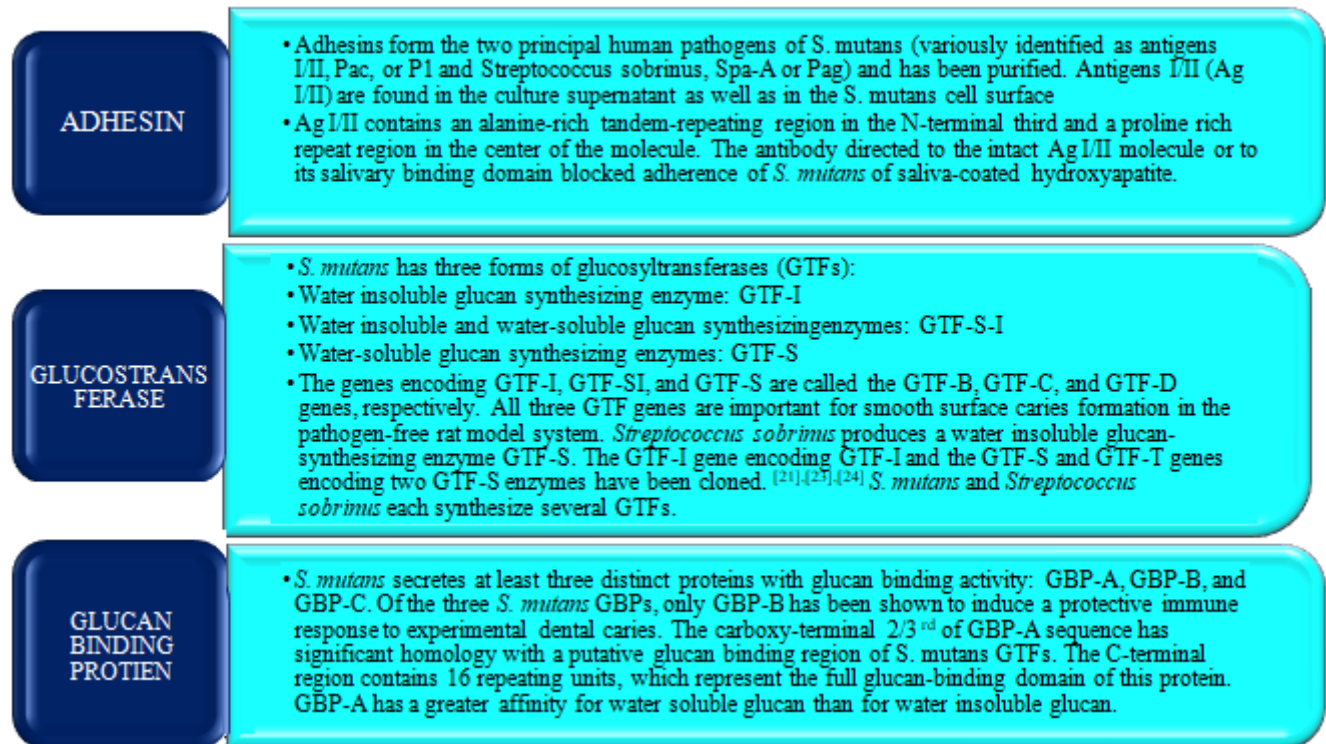 ADHESIN
• Adhesins form the two principal human pathogens of S. mutans (variously identified as antigens
I/II, Pac, or P1 and Streptococcus sobrinus, Spa-A or Pag) and has been purified. Antigens I/II (Ag
I/II) are found in the culture supernatant as well as in the S. mutans cell surface
• Ag I/II contains an alanine-rich tandem-repeating region in the N-terminal third and a proline rich
repeat region in the center of the molecule. The antibody directed to the intact Ag I/II molecule or to
its salivary binding domain blocked adherence of S. mutans of saliva-coated hydroxyapatite.
GLUCOSTRANS
FERASE
• S. mutans has three forms of glucosyltransferases (GTFs):
• Water insoluble glucan synthesizing enzyme: GTF-I
• Water insoluble and water-soluble glucan synthesizingenzymes: GTF-S-I
• Water-soluble glucan synthesizing enzymes: GTF-S
• The genes encoding GTF-I, GTF-SI, and GTF-S are called the GTF-B, GTF-C, and GTF-D
genes, respectively. All three GTF genes are important for smooth surface caries formation in the
pathogen-free rat model system. Streptococcus sobrinus produces a water insoluble glucan-
synthesizing enzyme GTF-S. The GTF-I gene encoding GTF-I and the GTF-S and GTF-T genes
encoding two GTF-S enzymes have been cloned. [21],[23],[24] S. mutans and Streptococcus
sobrinus each synthesize several GTFs.
GLUCAN
BINDING
PROTIEN
• S. mutans secretes at least three distinct proteins with glucan binding activity: GBP-A, GBP-B, and
GBP-C. Of the three S. mutans GBPs, only GBP-B has been shown to induce a protective immune
response to experimental dental caries. The carboxy-terminal 2/3 rd of GBP-A sequence has
significant homology with a putative glucan binding region of S. mutans GTFs. The C-terminal
region contains 16 repeating units, which represent the full glucan-binding domain of this protein.
GBP-A has a greater affinity for water soluble glucan than for water insoluble glucan.